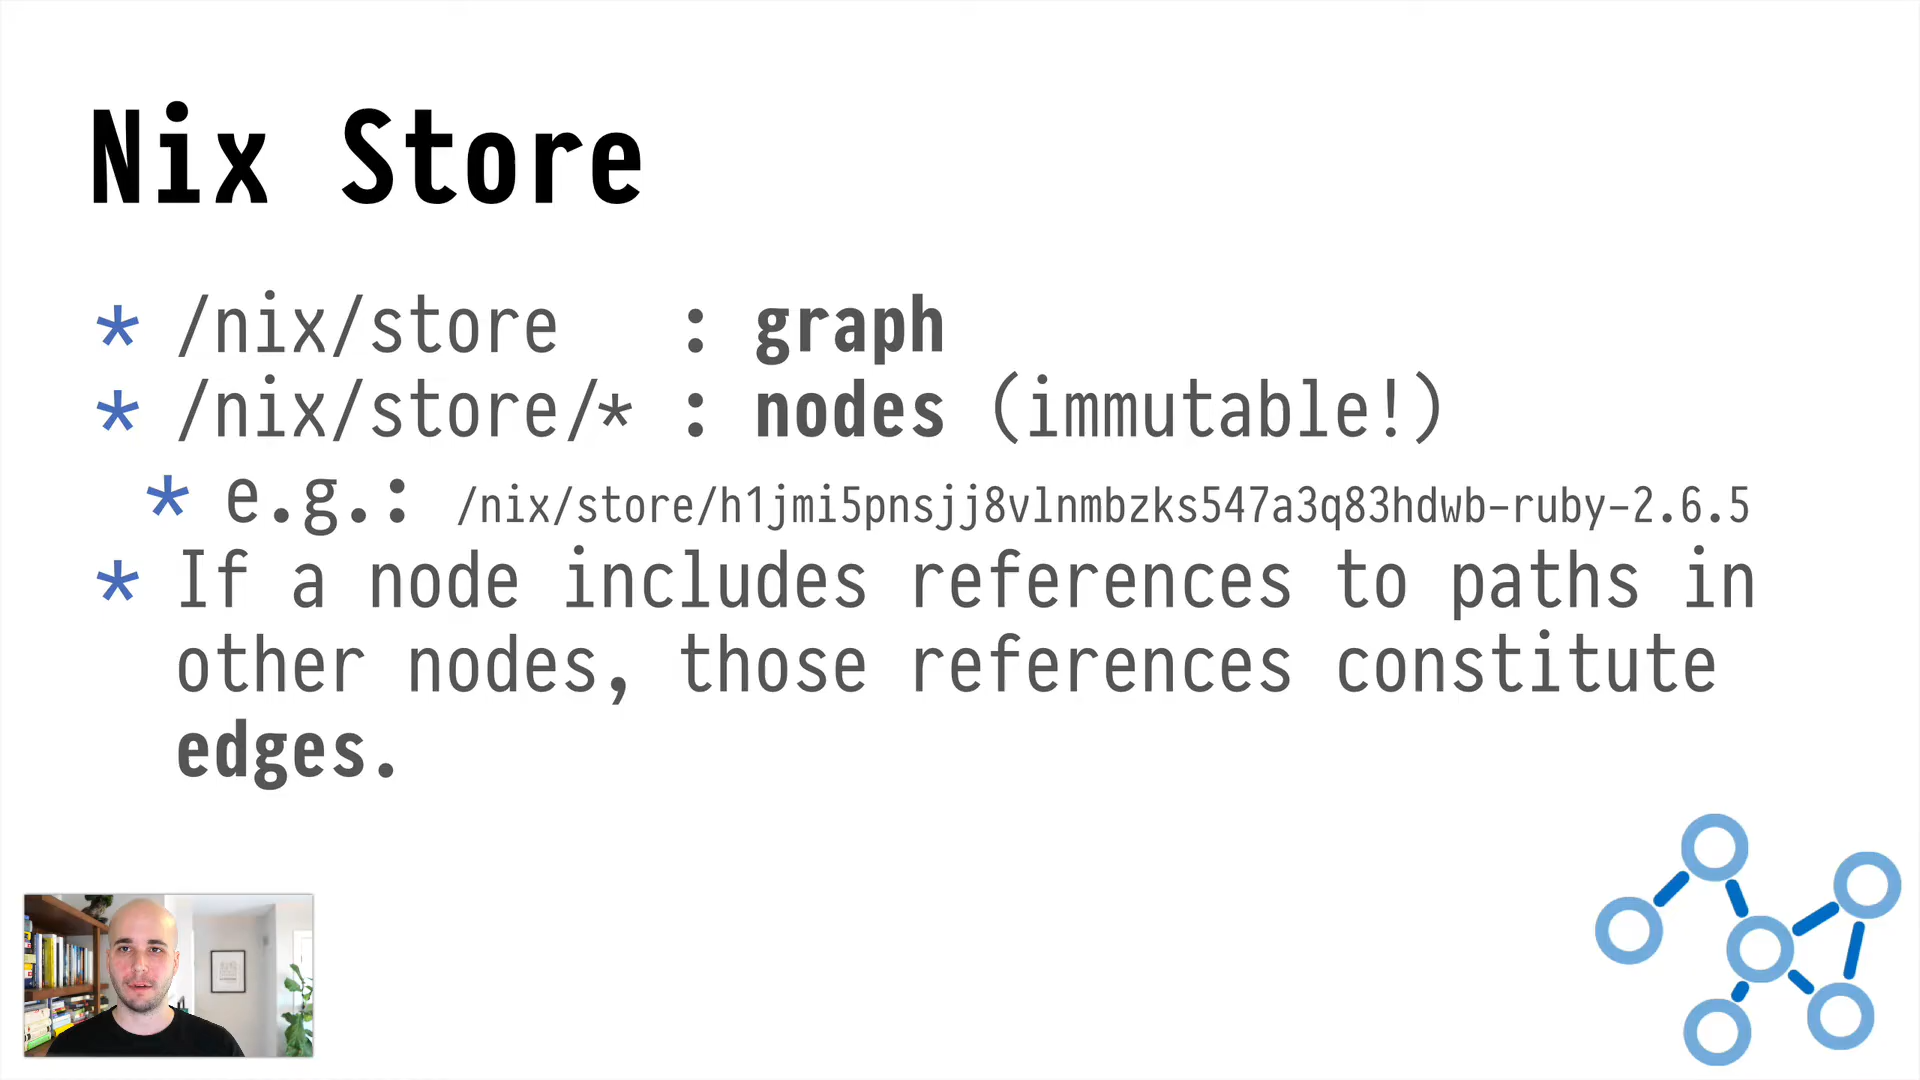 Nix Store
* /nix/store : graph
* /nix/store/* : nodes (immutable!)
* e.g.: /nix/store/h1jmi5pnsjj8vlnmbzks547a3q83hdwb-ruby-2.6.5
* If a node includes references to paths in
other nodes, those references constitute
edges.